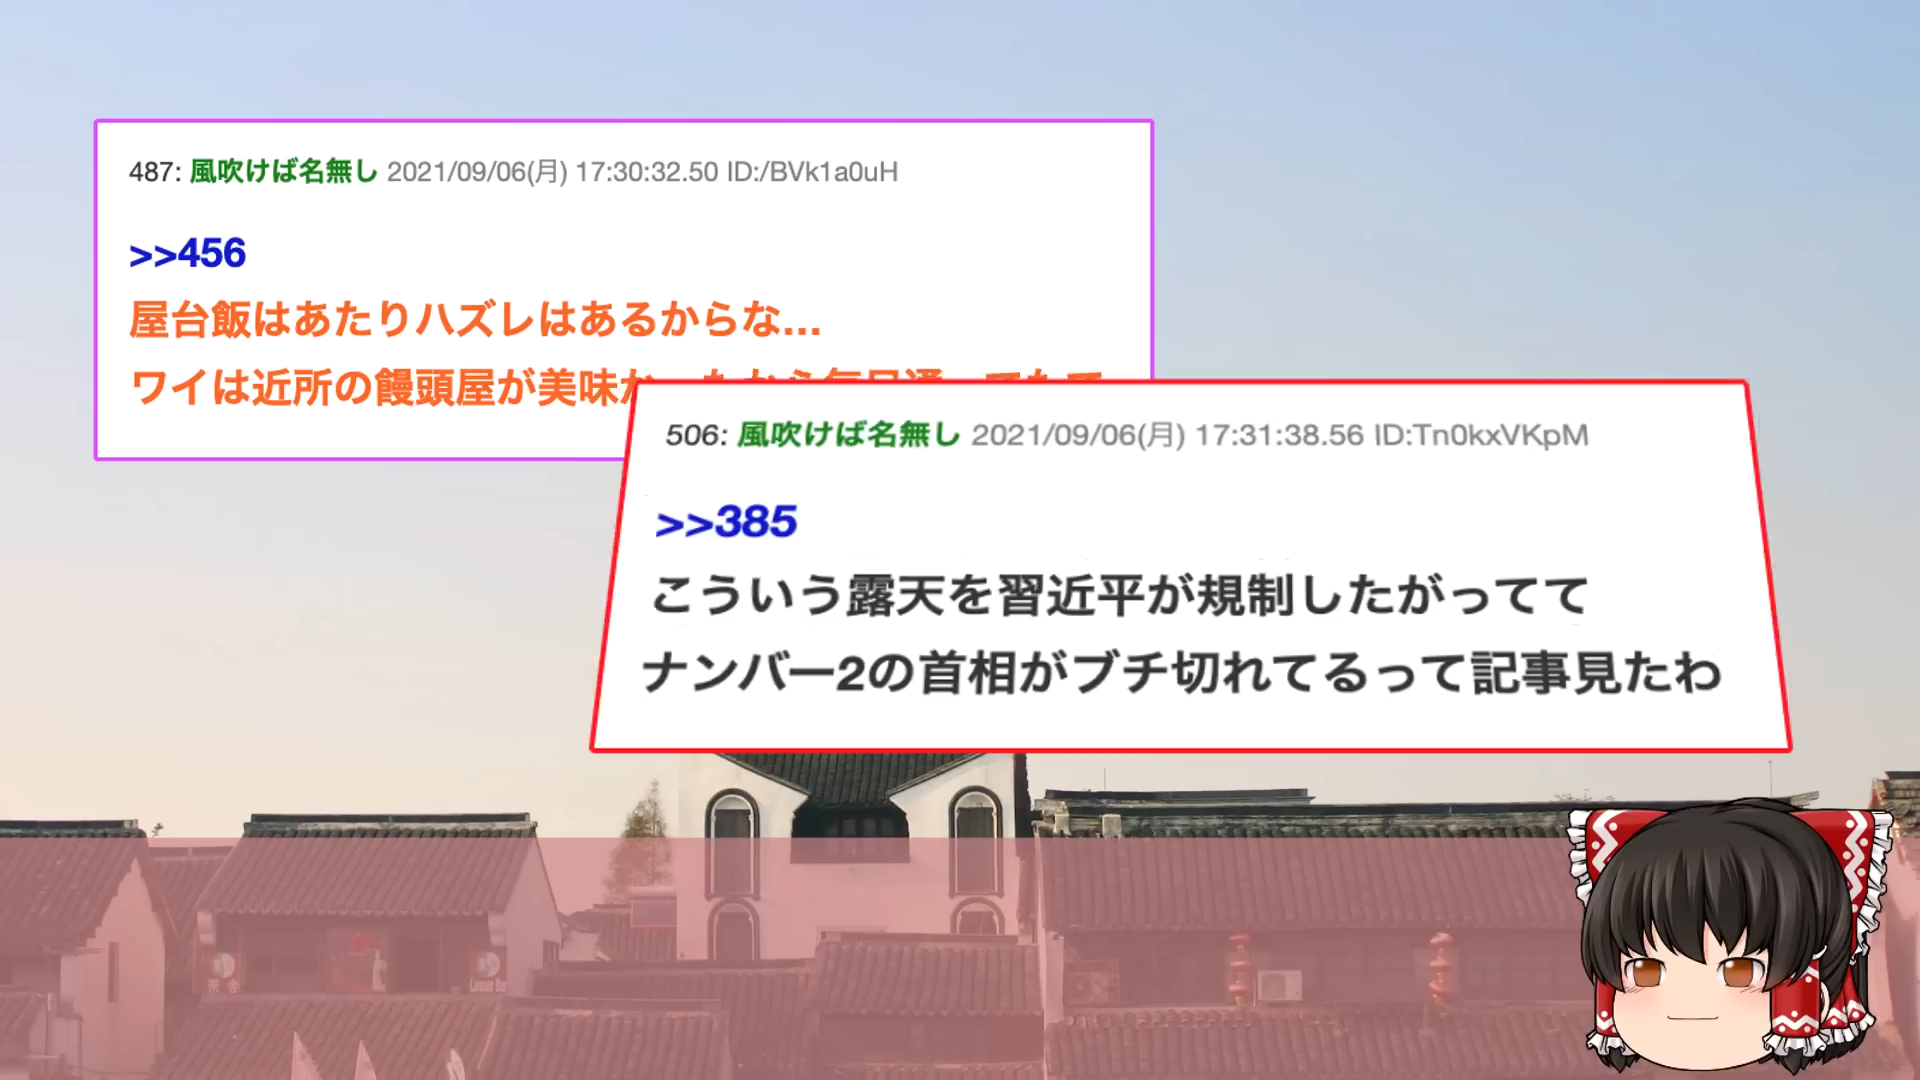 487: 風吹けば名無し 2021/09/06(月) 17:30:32.50 ID:/BVk1a0uH
>>456
屋台飯はあたりハズレはあるからな...
ワイは近所の饅頭屋が美味
506: 風吹けば名無し 2021/09/06(月) 17:31:38.56 ID:Tn0kxVKpM
>>385
こういう露天を習近平が規制したがってて
ナンバー2の首相がブチ切れてるって記事見たわ
茶舍
Lounge Bar